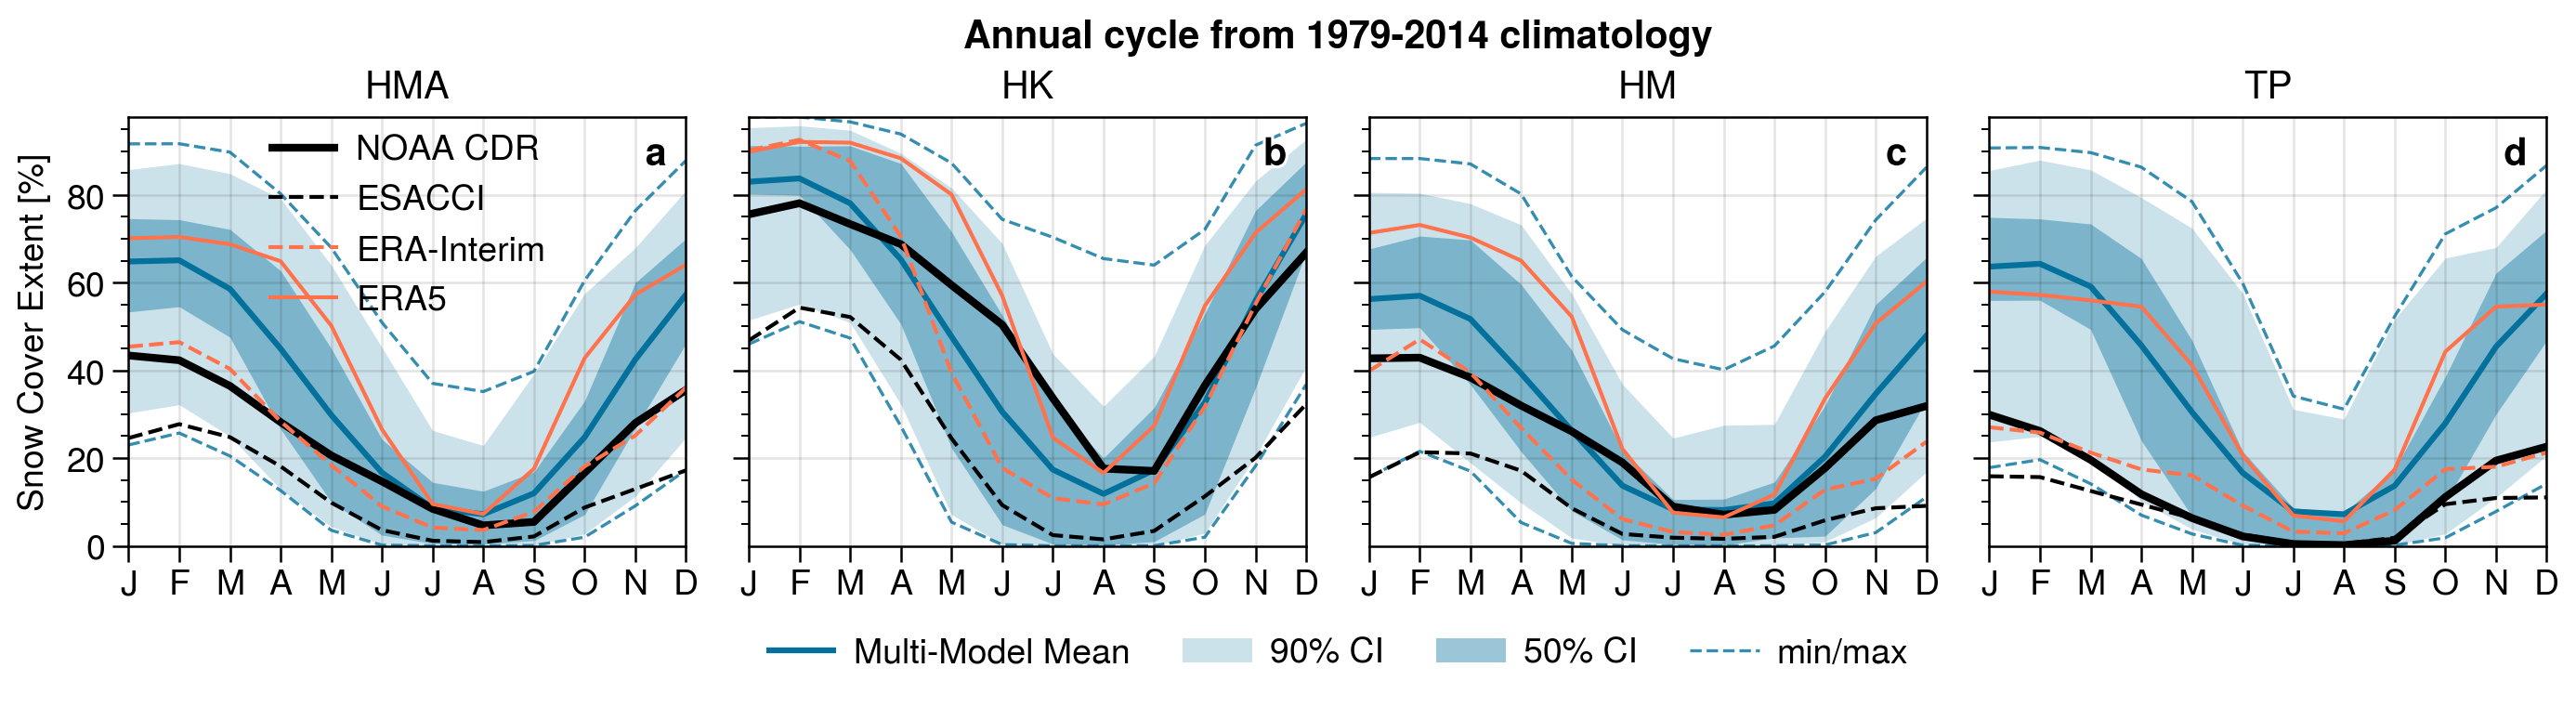 Annual cycle from 1979-2014 climatology
HMA
HK
HM
TP
Snow Cover Extent [%]
80
60
40
20
0
NOAA CDR
ESACCI
ERA-Interim
ERA5
a
b
c
d
J F M A M J J A S O N D
J F M A M J J A S O N D
J F M A M J J A S O N D
J F M A M J J A S O N D
Multi-Model Mean
90% CI
50% CI
min/max